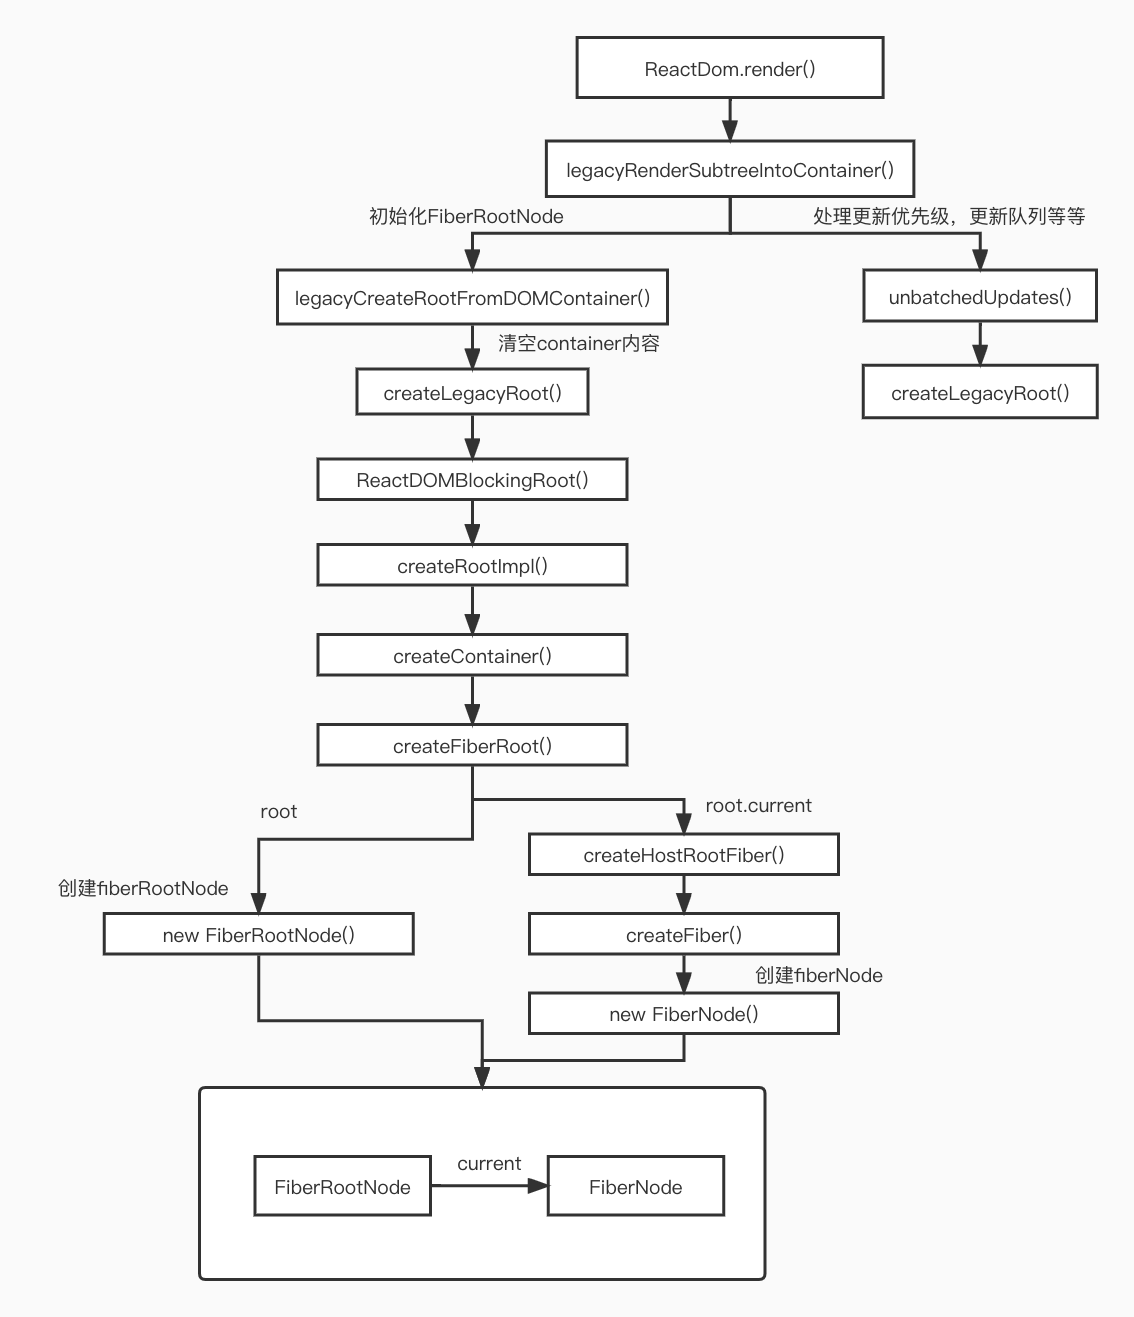 ReactDom.render()
legacyRenderSubtreeIntoContainer()
初始化FiberRootNode
处理更新优先级，更新队列等等
legacyCreateRootFromDOMContainer()
unbatchedUpdates()
清空container内容
createLegacyRoot()
createLegacyRoot()
ReactDOMBlockingRoot()
createRootImpl()
createContainer()
createFiberRoot()
root
root.current
createHostRootFiber()
创建fiberRootNode
new FiberRootNode()
createFiber()
创建fiberNode
new FiberNode()
current
FiberRootNode
FiberNode